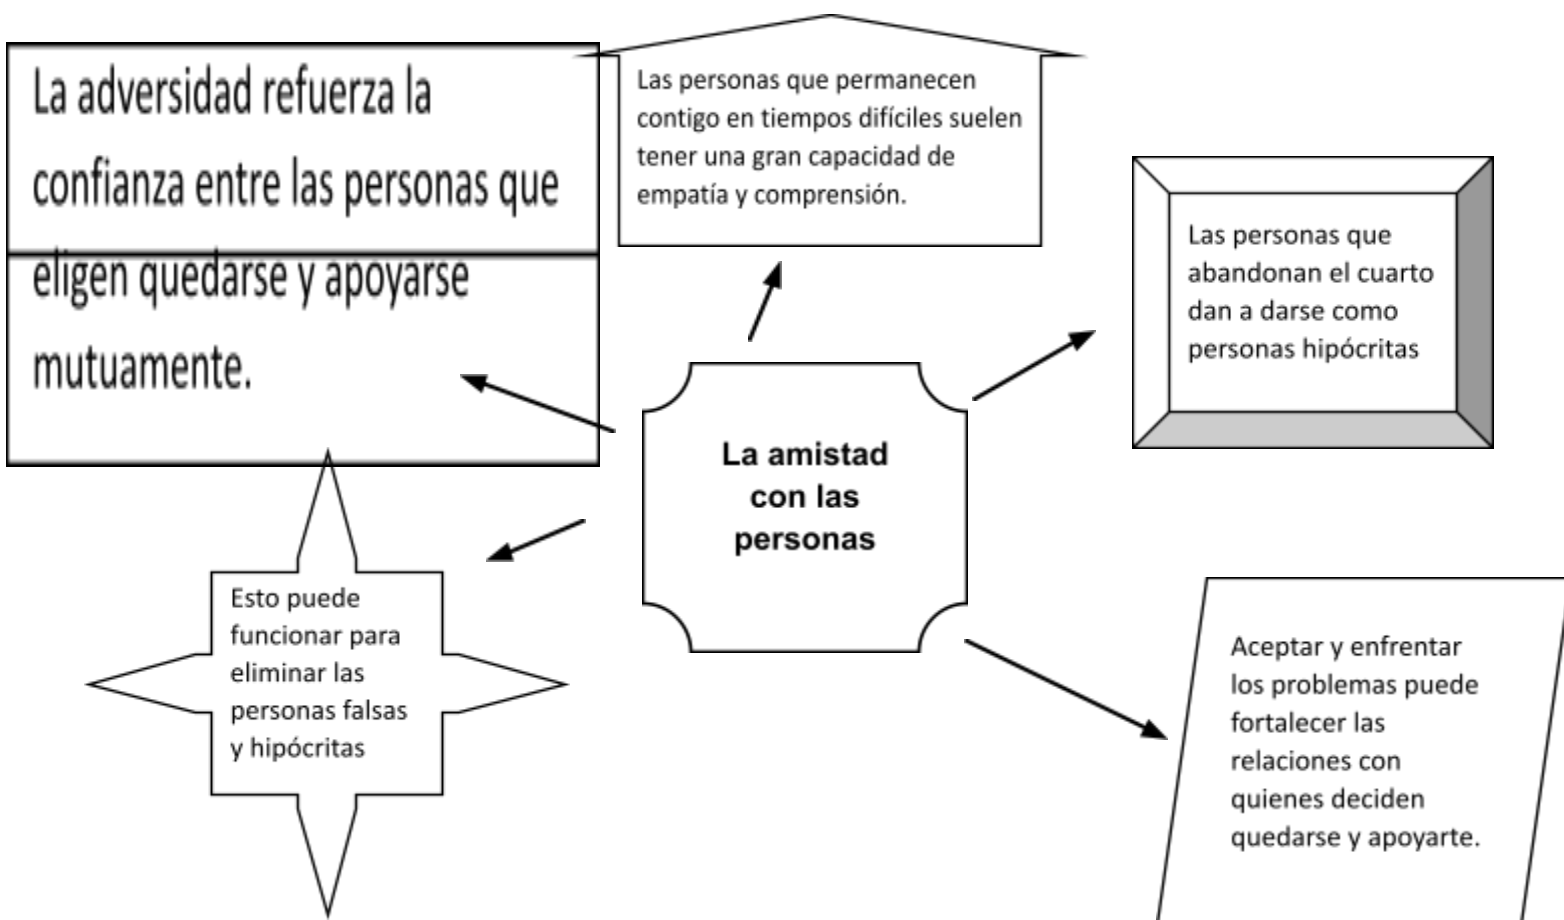 La adversidad refuerza la
confianza entre las personas que
eligen quedarse y apoyarse
mutuamente.
Las personas que permanecen
contigo en tiempos difíciles suelen
tener una gran capacidad de
empatía y comprensión.
Las personas que
abandonan el cuarto
dan a darse como
personas hipócritas
La amistad
con las
personas
Esto puede
funcionar para
eliminar las
personas falsas
y hipócritas
Aceptar y enfrentar
los problemas puede
fortalecer las
relaciones con
quienes deciden
quedarse y apoyarte.